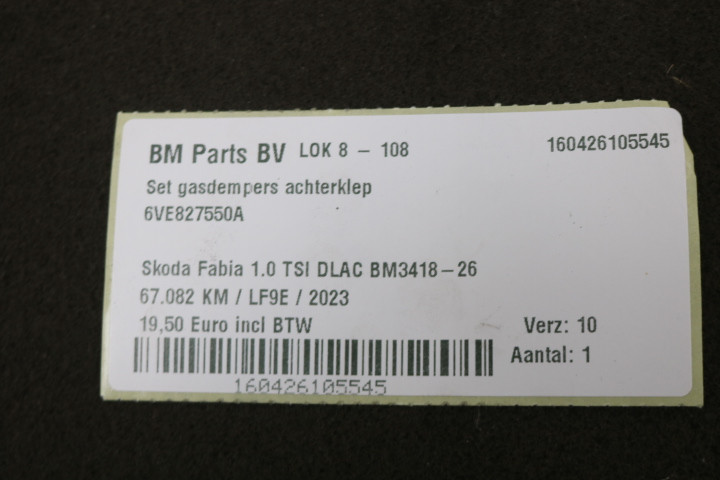 BM Parts BV LOK 8 - 108 160426105545
Set gasdempers achterklep
6VE827550A
Skoda Fabia 1.0 TSI DLAC BM3418-26
67.082 KM / LF9E / 2023
19,50 Euro incl BTW Verz: 10
Aantal: 1
160426105545